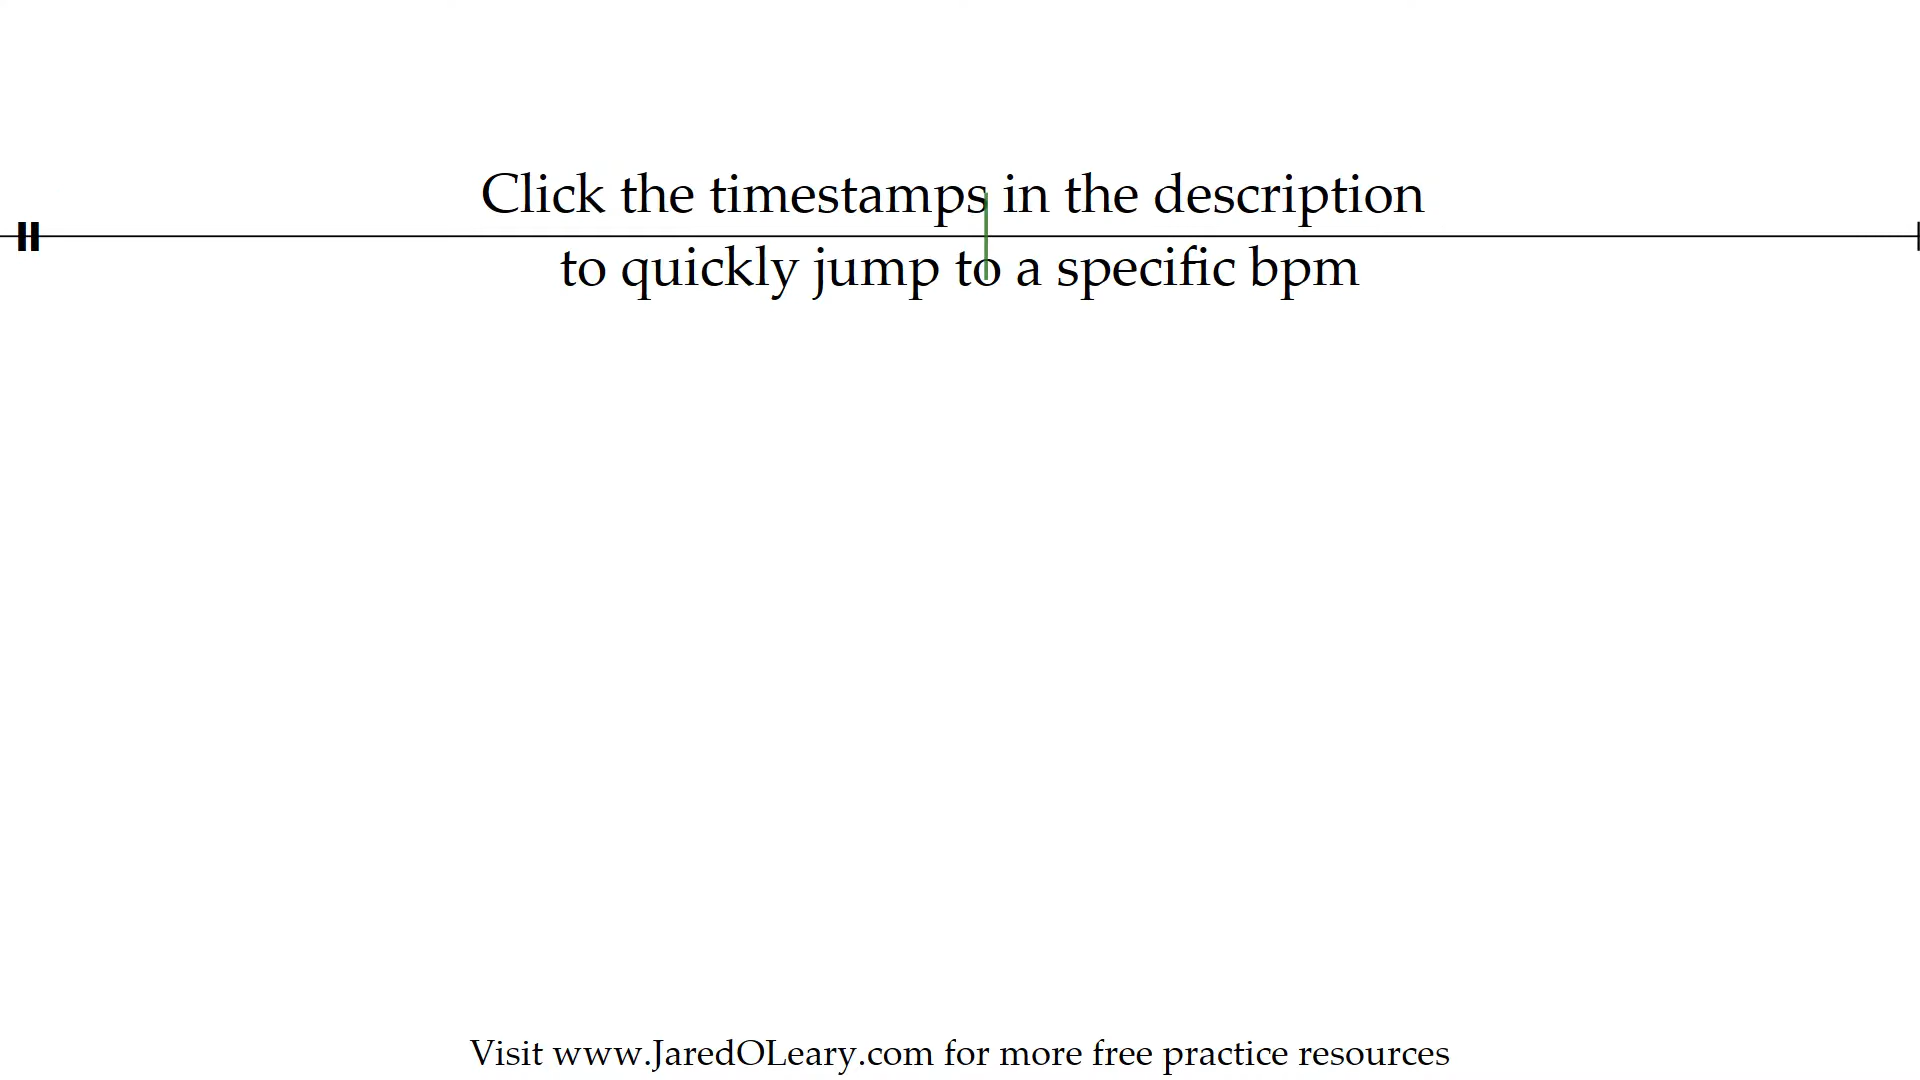 Click the timestamps in the description
to quickly jump to a specific bpm
Visit www.JaredOLeary.com for more free practice resources